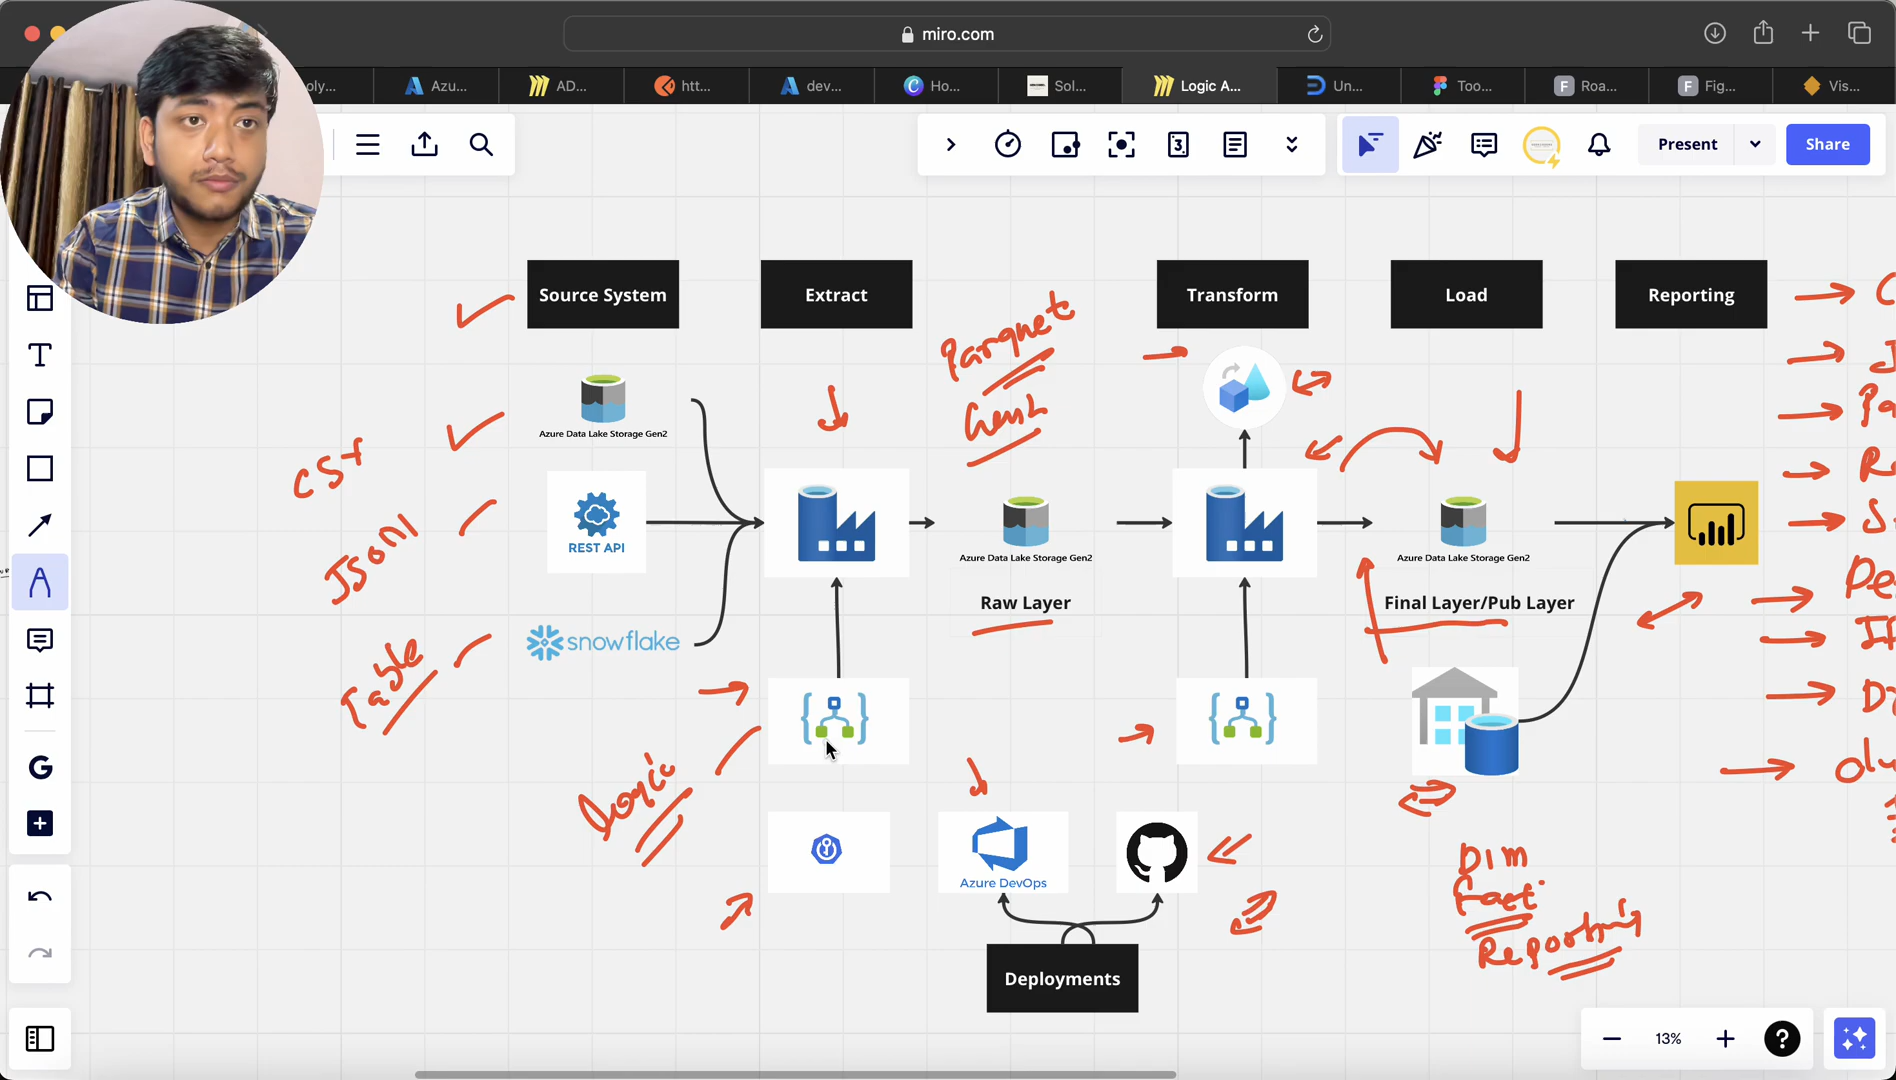 miro.com
oly...
Azu...
AD...
htt...
dev...
Ho...
Sol...
Logic A...
Un...
Too...
Roa...
Fig...
Vis...
3
Present
Share
Source System
Extract
Transform
Load
Reporting
Parquet
Azure Data Lake Storage Gen2
CSV
REST API
Azure Data Lake Storage Gen2
Azure Data Lake Storage Gen2
JSON
Raw Layer
Final Layer/Pub Layer
snowflake
Table
Logic
Azure DevOps
DIM
Fact
Reporting
Deployments
13%